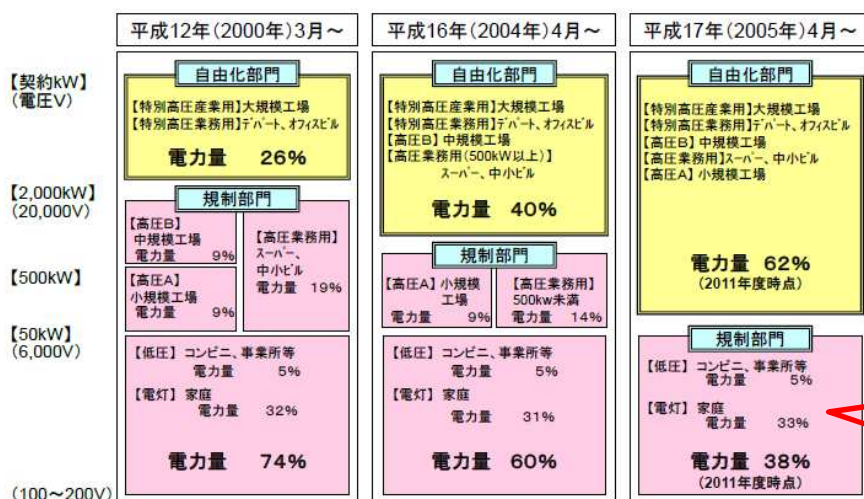 平成12年(2000年)3月～
平成16年(2004年)4月～
平成17年(2005年)4月～
【契約kW】
(電圧V)
【2,000kW】
(20,000V)
【500kW】
【50kW】
(6,000V)
(100～200V)
自由化部門
【特別高圧産業用】大規模工場
【特別高圧業務用】デパート、オフィスビル
電力量 26%
規制部門
【高圧B】
中規模工場
電力量 9%
【高圧A】
小規模工場
電力量 9%
【高圧業務用】
スーパー、
中小ビル
電力量 19%
【低圧】コンビニ、事業所等
電力量 5%
【電灯】家庭
電力量 32%
電力量 74%
自由化部門
【特別高圧産業用】大規模工場
【特別高圧業務用】デパート、オフィスビル
【高圧B】中規模工場
【高圧業務用(500kW以上)】
スーパー、中小ビル
電力量 40%
規制部門
【高圧A】小規模
工場
電力量 9%
【高圧業務用】
500kw未満
電力量 14%
【低圧】コンビニ、事業所等
電力量 5%
【電灯】家庭
電力量 31%
電力量 60%
自由化部門
【特別高圧産業用】大規模工場
【特別高圧業務用】デパート、オフィスビル
【高圧B】中規模工場
【高圧業務用】スーパー、中小ビル
【高圧A】小規模工場
電力量 62%
(2011年度時点)
規制部門
【低圧】コンビニ、事業所等
電力量 5%
【電灯】家庭
電力量 33%
電力量 38%
(2011年度時点)